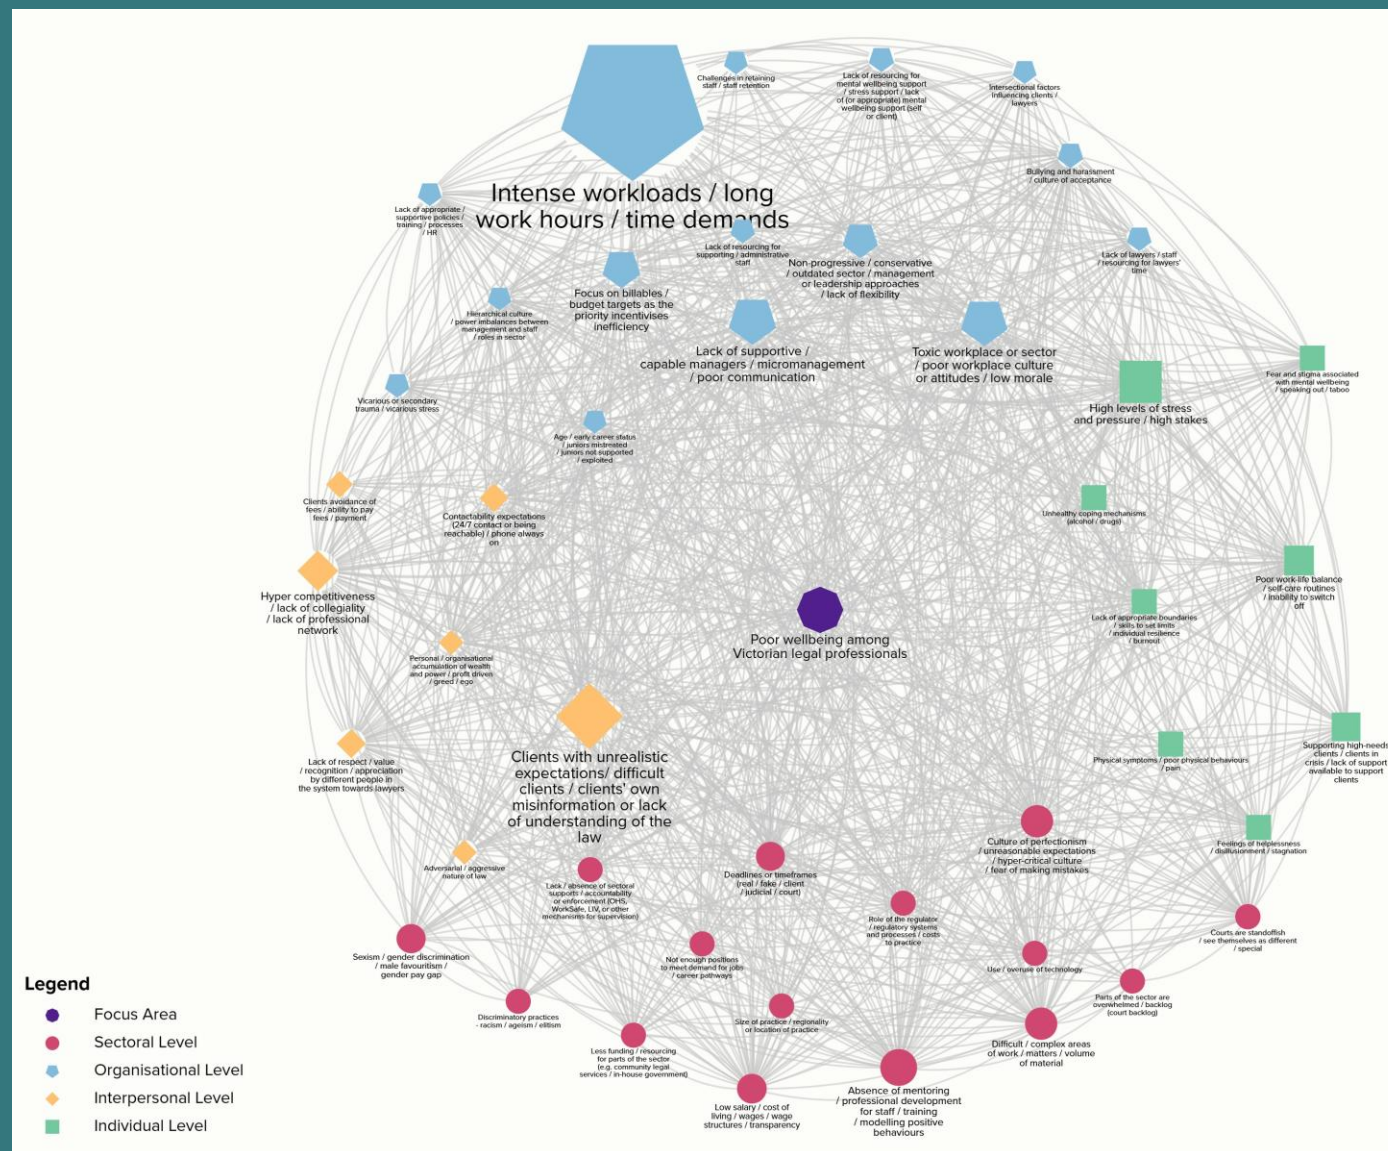 Challenges in retaining
staff / staff retention
Lack of resourcing for
mental wellbeing support
/ stress support / lack
of (or appropriate) mental
wellbeing support (self
or client)
Intersectional factors
influencing clients /
lawyers
Bullying and harassment
/ culture of acceptance
Intense workloads / long
work hours / time demands
Lack of appropriate /
supportive policies /
training / processes
/ HR
Lack of resourcing for
supporting / administrative
staff
Non-progressive / conservative
/ outdated sector / management
or leadership approaches
/ lack of flexibility
Lack of lawyers / staff
/ resourcing for lawyers'
time
Focus on billables /
budget targets as the
priority incentivises
inefficiency
Hierarchical culture
/ power imbalances between
management and staff
/ roles in sector
Lack of supportive /
capable managers / micromanagement
/ poor communication
Toxic workplace or sector
/ poor workplace culture
or attitudes / low morale
High levels of stress
and pressure / high stakes
Fear and stigma associated
with mental wellbeing
/ speaking out / taboo
Vicarious or secondary
trauma / vicarious stress
Age / early career status
/ juniors mistreated
/ juniors not supported
/ exploited
Clients avoidance of
fees / ability to pay
fees / payment
Contactability expectations
(24/7 contact or being
reachable) / phone always
on
Unhealthy coping mechanisms
(alcohol / drugs)
Hyper competitiveness
/ lack of collegiality
/ lack of professional
network
Poor work-life balance
/ self-care routines
/ inability to switch
off
Lack of appropriate boundaries
/ skills to set limits
/ individual resilience
/ burnout
Poor wellbeing among
Victorian legal professionals
Personal / organisational
accumulation of wealth
and power / profit driven
/ greed / ego
Lack of respect / value
/ recognition / appreciation
by different people in
the system towards lawyers
Clients with unrealistic
expectations/ difficult
clients / clients' own
misinformation or lack
of understanding of the
law
Physical symptoms / poor physical behaviours
/ pain
Supporting high-needs
clients / clients in
crisis / lack of support
available to support
clients
Adversarial / aggressive
nature of law
Lack / absence of sectoral
supports / accountability
or enforcement (OHS,
WorkSafe, LIV, or other
mechanisms for supervision)
Deadlines or timeframes
(real / fake / client
/ judicial / court)
Culture of perfectionism
/ unreasonable expectations
/ hyper-critical culture
/ fear of making mistakes
Feelings of helplessness
/ disillusionment / stagnation
Role of the regulator
/ regulatory systems
and processes / costs
to practice
Courts are standoffish
/ see themselves as different
/ special
Sexism / gender discrimination
/ male favouritism /
gender pay gap
Not enough positions
to meet demand for jobs
/ career pathways
Use / overuse of technology
Parts of the sector are
overwhelmed / backlog
(court backlog)
Discriminatory practices
- racism / ageism / elitism
Size of practice / regionality
or location of practice
Less funding / resourcing
for parts of the sector
(e.g. community legal
services / in-house government)
Difficult / complex areas
of work / matters / volume
of material
Low salary / cost of
living / wages / wage
structures / transparency
Absence of mentoring
/ professional development
for staff / training
/ modelling positive
behaviours
Legend
Focus Area
Sectoral Level
Organisational Level
Interpersonal Level
Individual Level